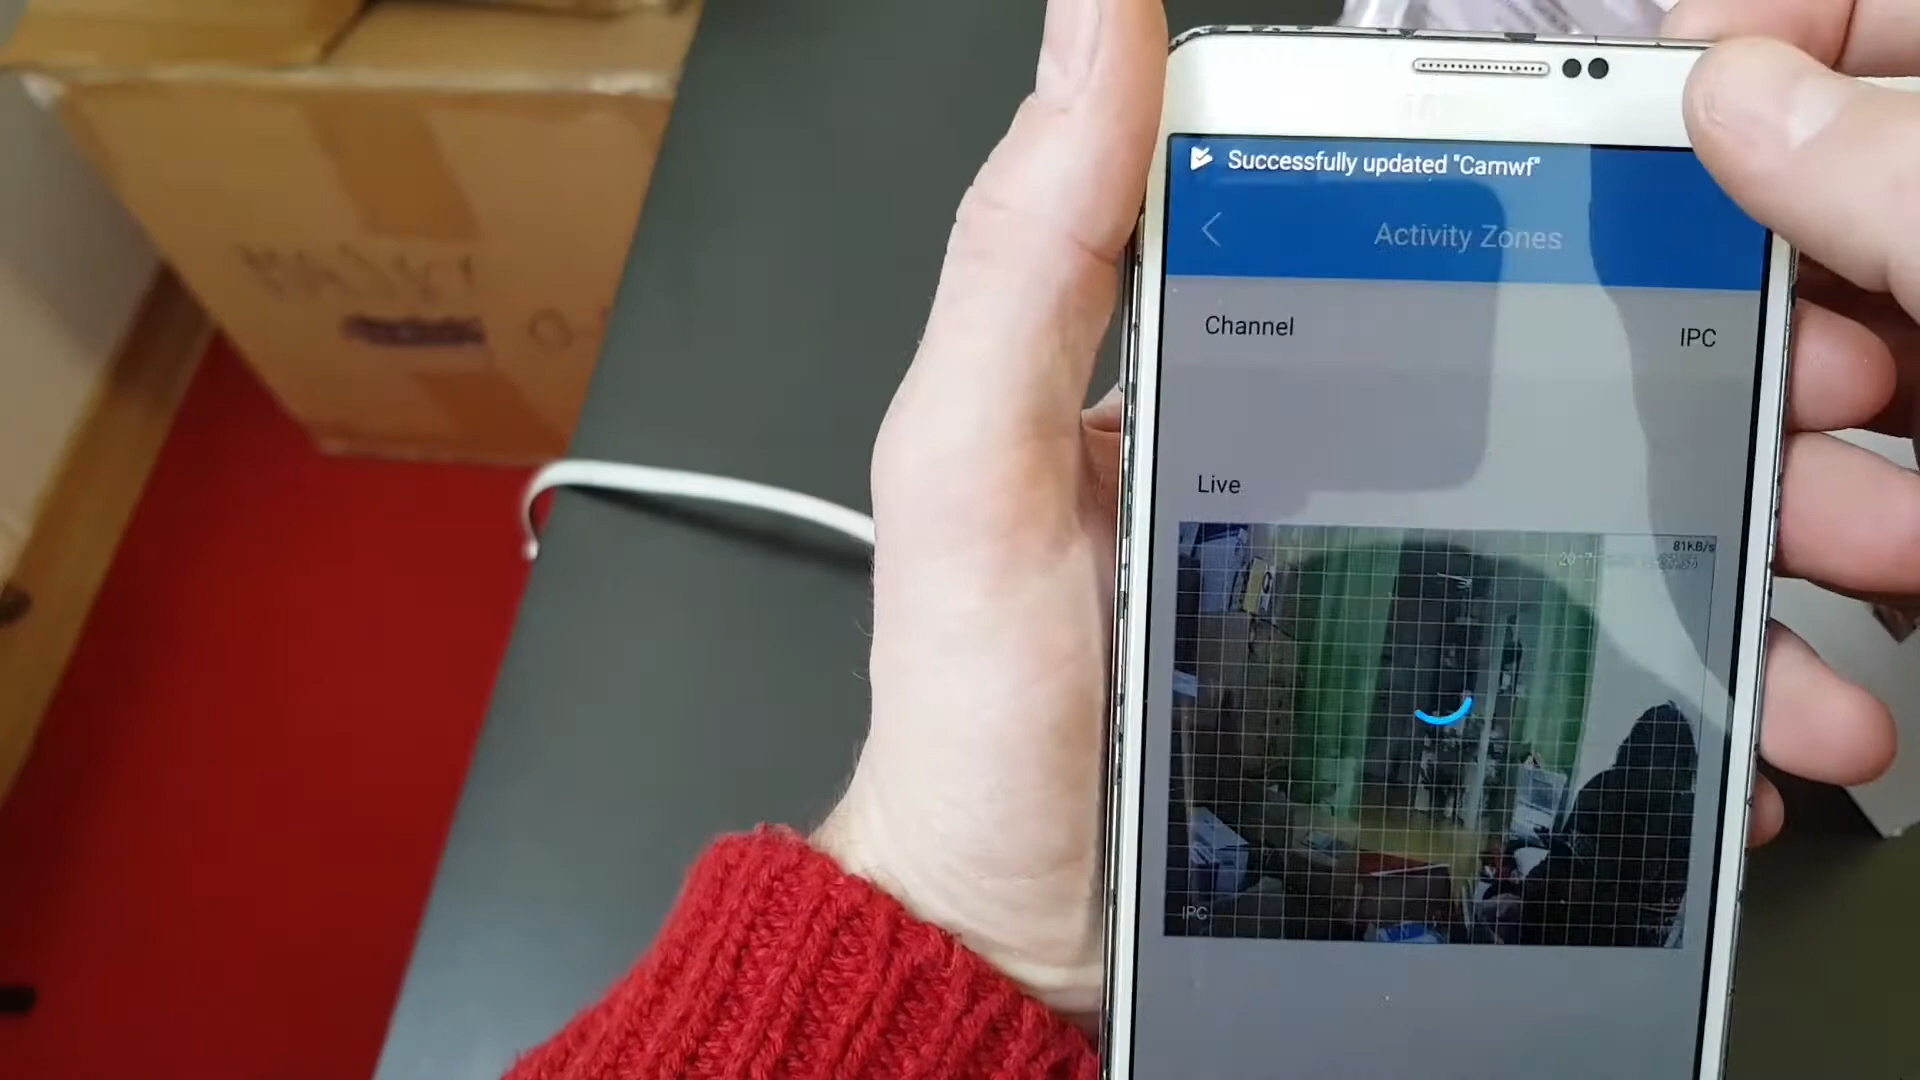 Successfully updated "Camwf"
Activity Zones
Channel
IPC
Live
81KB/s
IPC